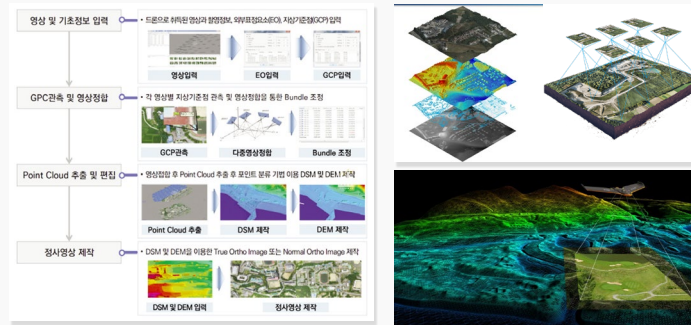 영상 및 기초정보 입력
• 드론으로 취득된 영상과 촬영정보, 외부표정요소(EO), 지상기준점(GCP) 입력
영상입력
EO입력
GCP입력
GPC관측 및 영상정합
• 각 영상별 지상기준점 관측 및 영상정합을 통한 Bundle 조정
GCP관측
다중영상정합
Bundle 조정
Point Cloud 추출 및 편집
• 영상접합 후 Point Cloud 추출 후 포인트 분류 기법 이용 DSM 및 DEM 제작
Point Cloud 추출
DSM 제작
DEM 제작
정사영상 제작
• DSM 및 DEM을 이용한 True Ortho Image 또는 Normal Ortho Image 제작
DSM 및 DEM 입력
정사영상 제작